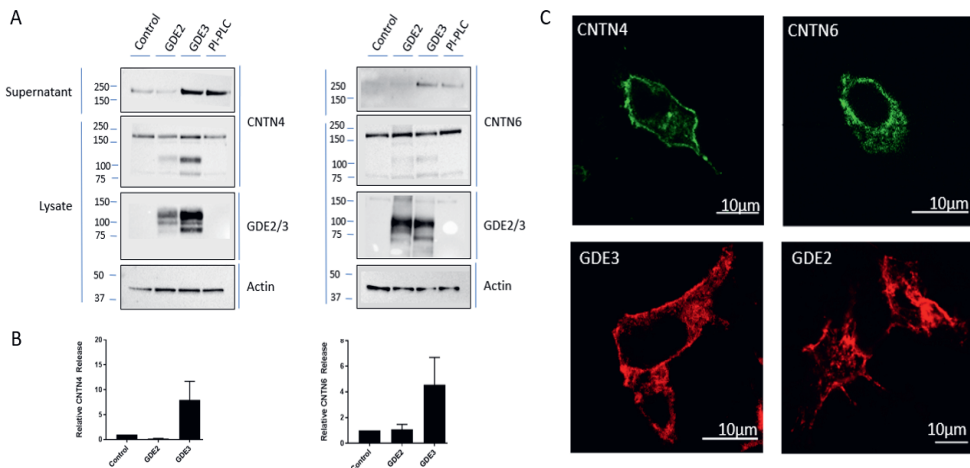 A
Control
GDE2
GDE3
PI-PLC
Supernatant
250
150
CNTN4
250
150
100
75
Lysate
150
100
75
GDE2/3
50
37
Actin
Control
GDE2
GDE3
PI-PLC
250
150
CNTN6
250
150
100
75
150
100
75
GDE2/3
50
37
Actin
B
Relative CNTN4 Release
20
15
10
5
0
Control
GDE2
GDE3
Relative CNTN6 Release
8
6
4
2
0
Control
GDE2
GDE3
C
CNTN4
10µm
CNTN6
10µm
GDE3
10µm
GDE2
10µm